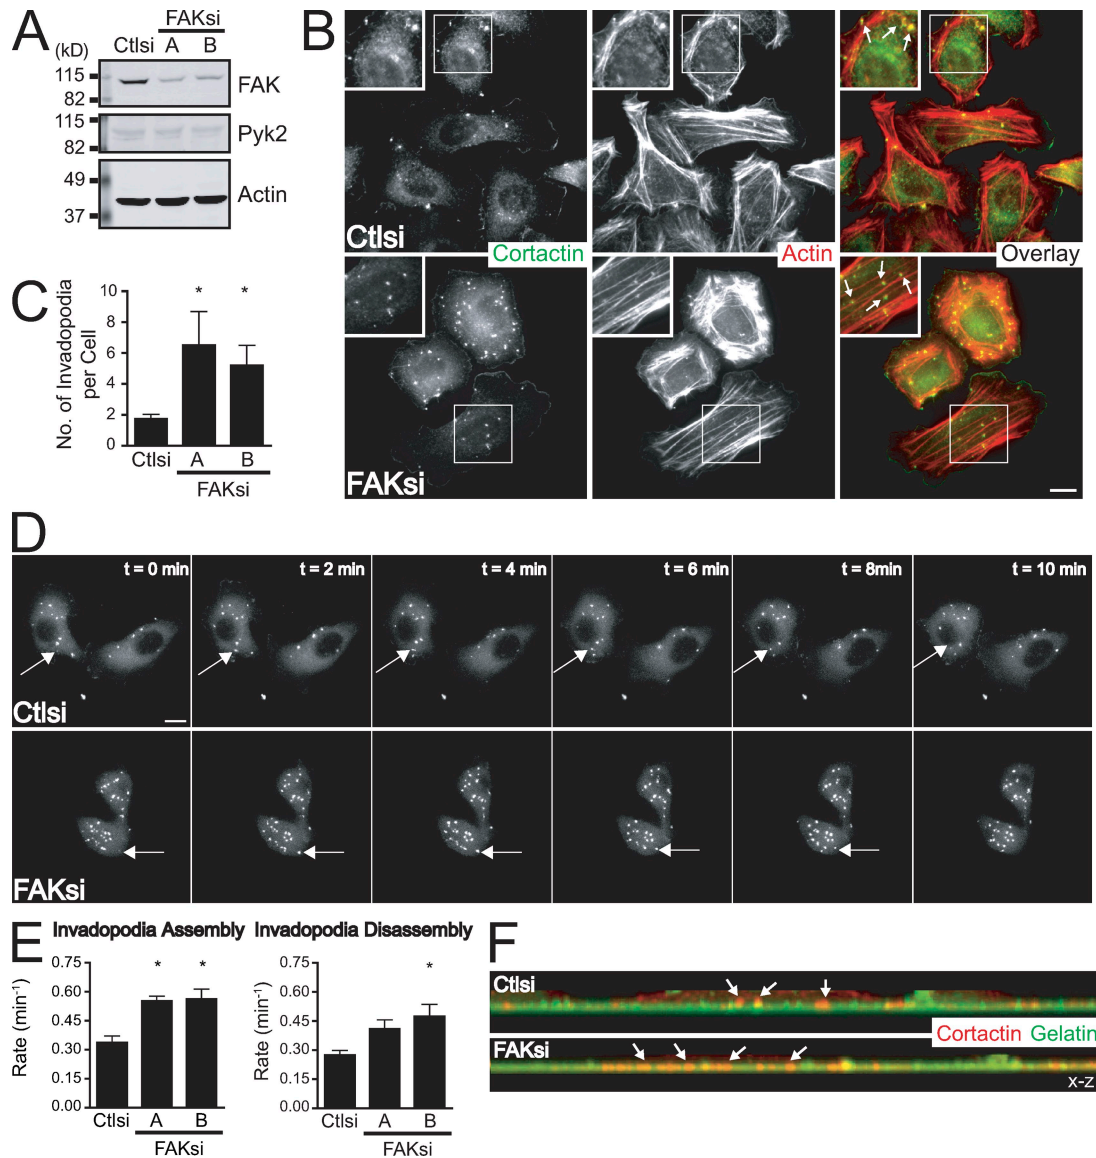 A
FAKsi
(kD) Ctlsi A B
115
82
FAK
115
82
Pyk2
49
37
Actin
B
Ctlsi
Cortactin
Actin
Overlay
FAKsi
C
No. of Invadopodia
per Cell
10
8
6
4
2
0
* *
Ctlsi A B
FAKsi
D
t = 0 min t = 2 min t = 4 min t = 6 min t = 8min t = 10 min
Ctlsi
FAKsi
E
Invadopodia Assembly
Rate (min-1)
0.75
0.60
0.45
0.30
0.15
0.00
* *
Ctlsi A B
FAKsi
Invadopodia Disassembly
Rate (min-1)
0.75
0.60
0.45
0.30
0.15
0.00
*
Ctlsi A B
FAKsi
F
Ctlsi
Cortactin Gelatin
FAKsi
x-z